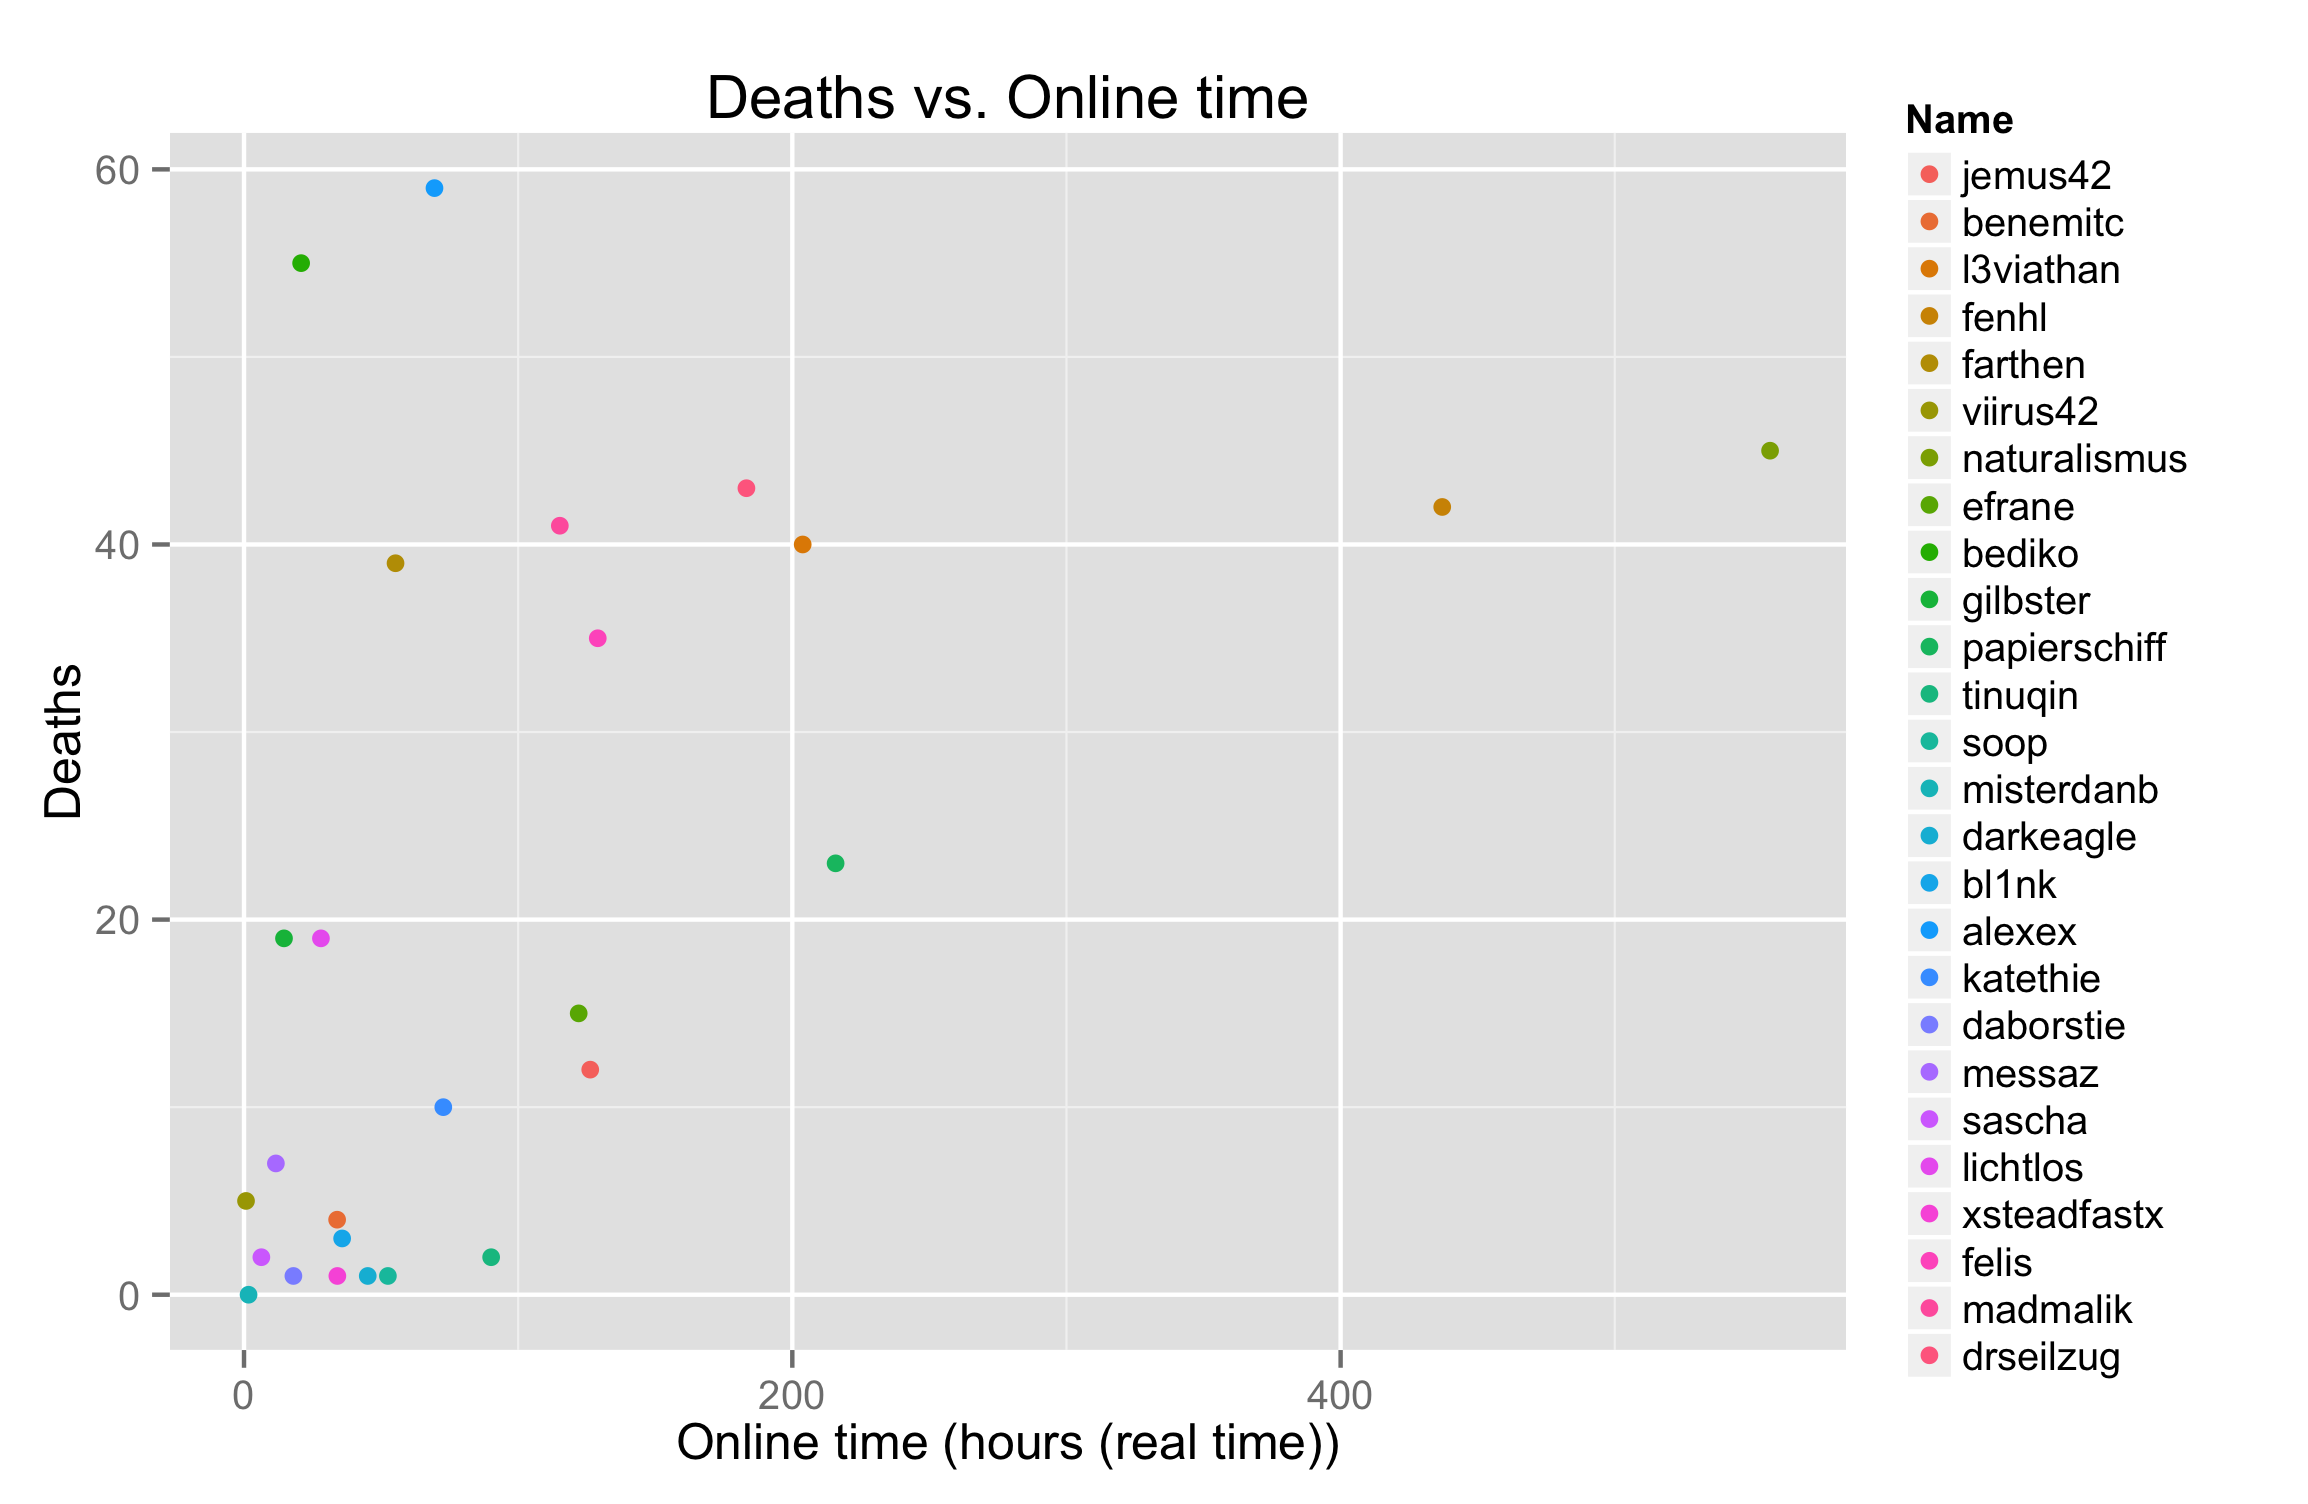 Deaths vs. Online time
60
40
20
0
Deaths
0 200 400
Online time (hours (real time))
Name
jemus42
benemitc
l3viathan
fenhl
farthen
viirus42
naturalismus
efrane
bediko
gilbster
papierschiff
tinuqin
soop
misterdanb
darkeagle
bl1nk
alexex
katethie
daborstie
messaz
sascha
lichtlos
xsteadfastx
felis
madmalik
drseilzug